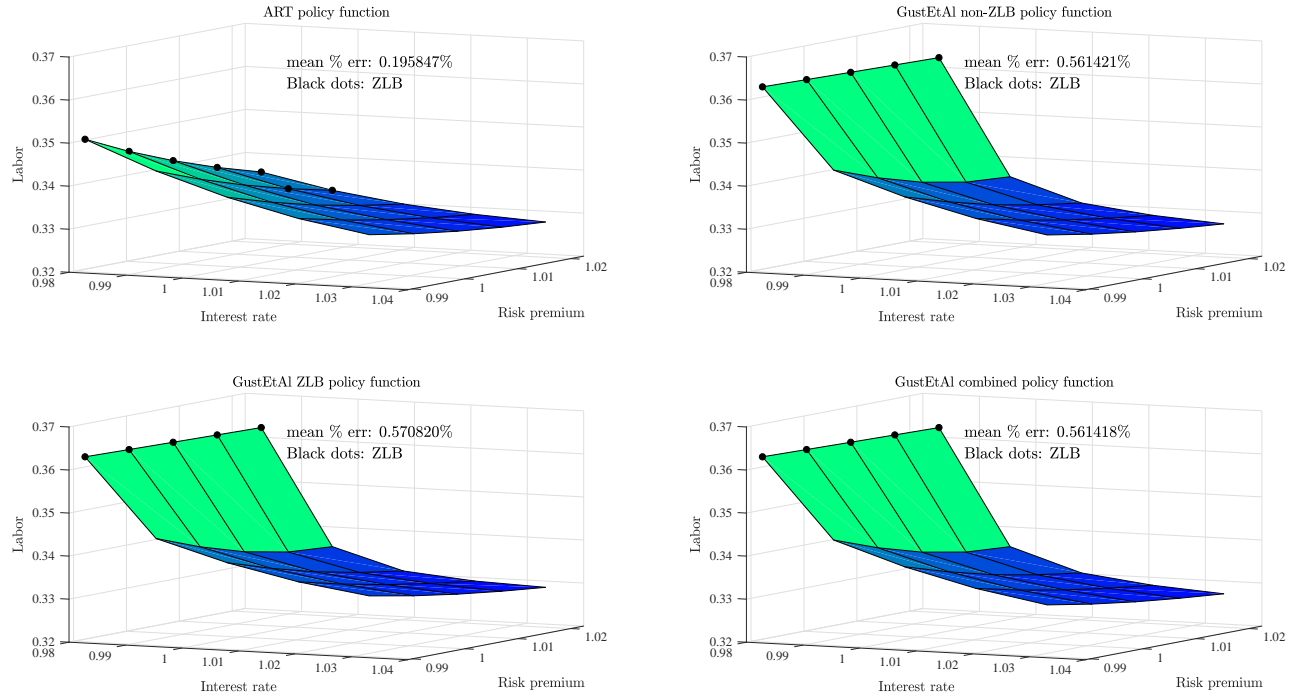 ART policy function
mean % err: 0.195847%
Black dots: ZLB
0.37
0.36
0.35
0.34
0.33
0.32
Labor
0.98
0.99
1
1.01
1.02
1.03
1.04
Interest rate
0.99
1
1.01
1.02
Risk premium
GustEtAl non-ZLB policy function
mean % err: 0.561421%
Black dots: ZLB
0.37
0.36
0.35
0.34
0.33
0.32
Labor
0.98
0.99
1
1.01
1.02
1.03
1.04
Interest rate
0.99
1
1.01
1.02
Risk premium
GustEtAl ZLB policy function
mean % err: 0.570820%
Black dots: ZLB
0.37
0.36
0.35
0.34
0.33
0.32
Labor
0.98
0.99
1
1.01
1.02
1.03
1.04
Interest rate
0.99
1
1.01
1.02
Risk premium
GustEtAl combined policy function
mean % err: 0.561418%
Black dots: ZLB
0.37
0.36
0.35
0.34
0.33
0.32
Labor
0.98
0.99
1
1.01
1.02
1.03
1.04
Interest rate
0.99
1
1.01
1.02
Risk premium